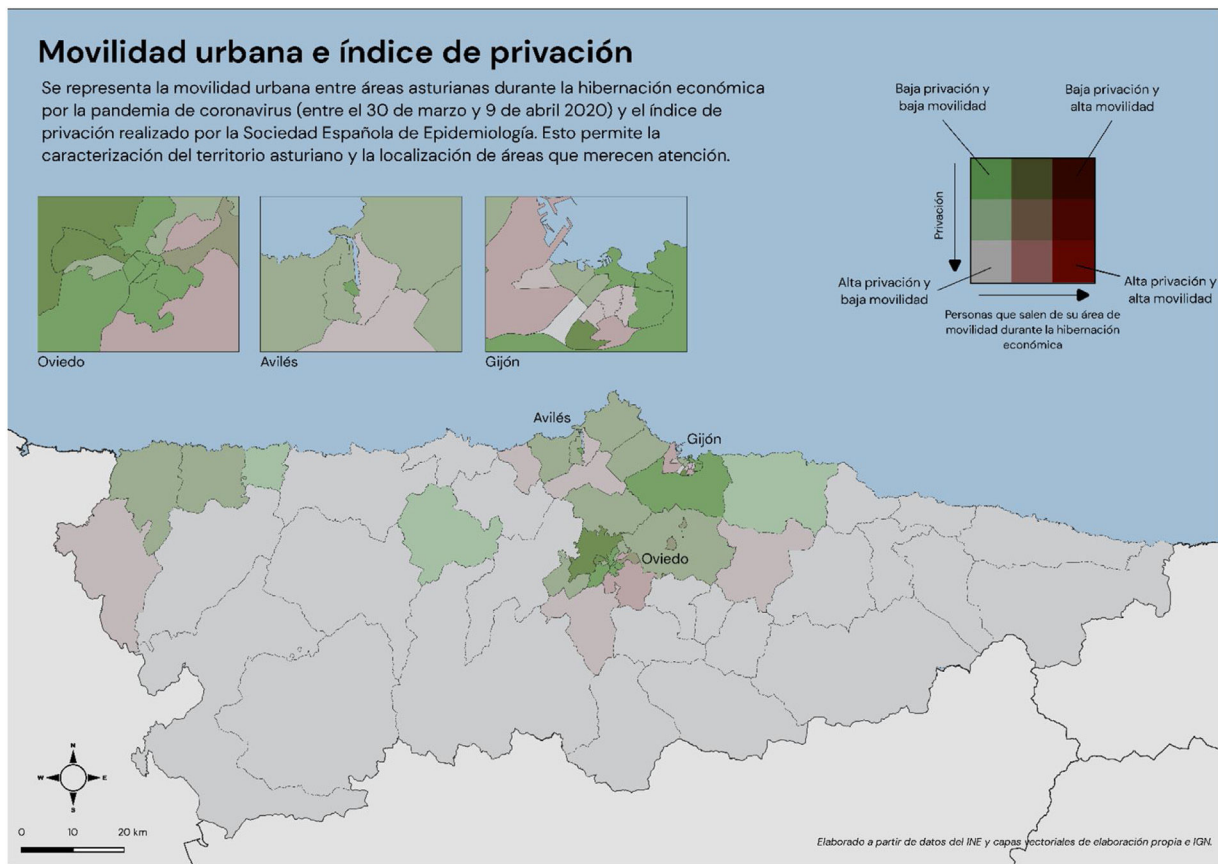 Movilidad urbana e índice de privación
Se representa la movilidad urbana entre áreas asturianas durante la hibernación económica
por la pandemia de coronavirus (entre el 30 de marzo y 9 de abril 2020) y el índice de
privación realizado por la Sociedad Española de Epidemiología. Esto permite la
caracterización del territorio asturiano y la localización de áreas que merecen atención.
Baja privación y
baja movilidad
Baja privación y
alta movilidad
Privación
Alta privación y
baja movilidad
Alta privación y
alta movilidad
Personas que salen de su área de
movilidad durante la hibernación
económica
Oviedo
Avilés
Gijón
Avilés
Gijón
Oviedo
N
W
E
S
0 10 20 km
Elaborado a partir de datos del INE y capas vectoriales de elaboración propia e IGN.